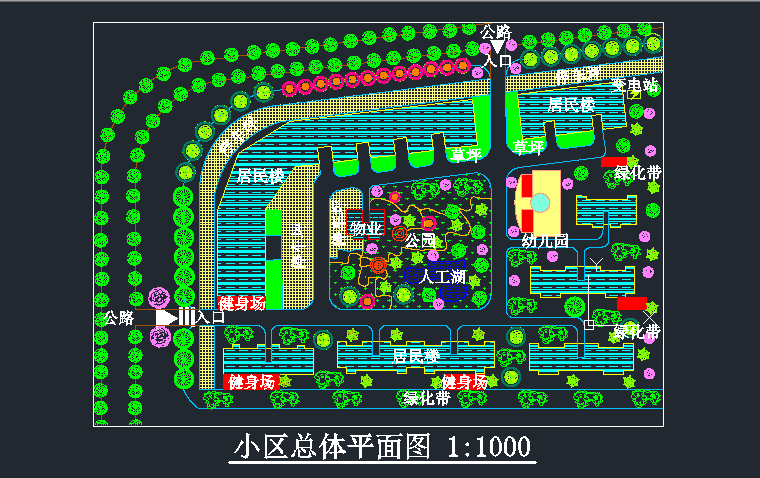 公路
入口
变电站
居民楼
草坪
草坪
绿化带
居民楼
物业
公园
幼儿园
人工湖
健身场
公路
入口
绿化带
居民楼
健身场
健身场
绿化带
小区总体平面图 1:1000